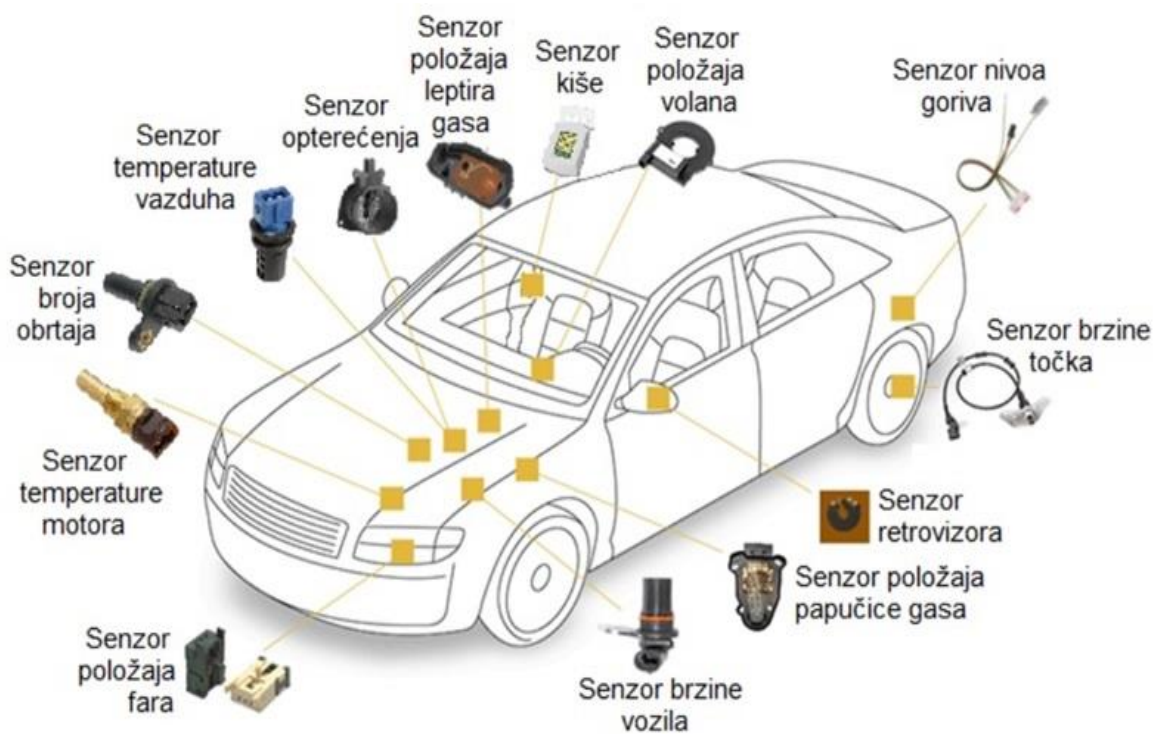 Senzor
temperature
vazduha
Senzor
opterećenja
Senzor
položaja
leptira
gasa
Senzor
kiše
Senzor
položaja
volana
Senzor nivoa
goriva
Senzor
broja
obrtaja
Senzor brzine
točka
Senzor
temperature
motora
Senzor
retrovizora
Senzor položaja
papučice gasa
Senzor
položaja
fara
Senzor brzine
vozila